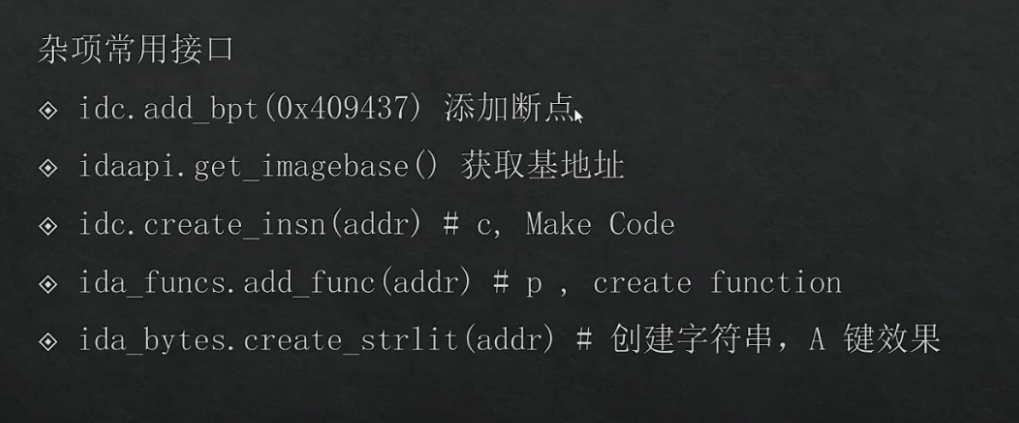 杂项常用接口
idc.add_bpt(0x409437) 添加断点
idaapi.get_imagebase() 获取基地址
idc.create_insn(addr) # c, Make Code
ida_funcs.add_func(addr) # p , create function
ida_bytes.create_strlit(addr) # 创建字符串，A 键效果